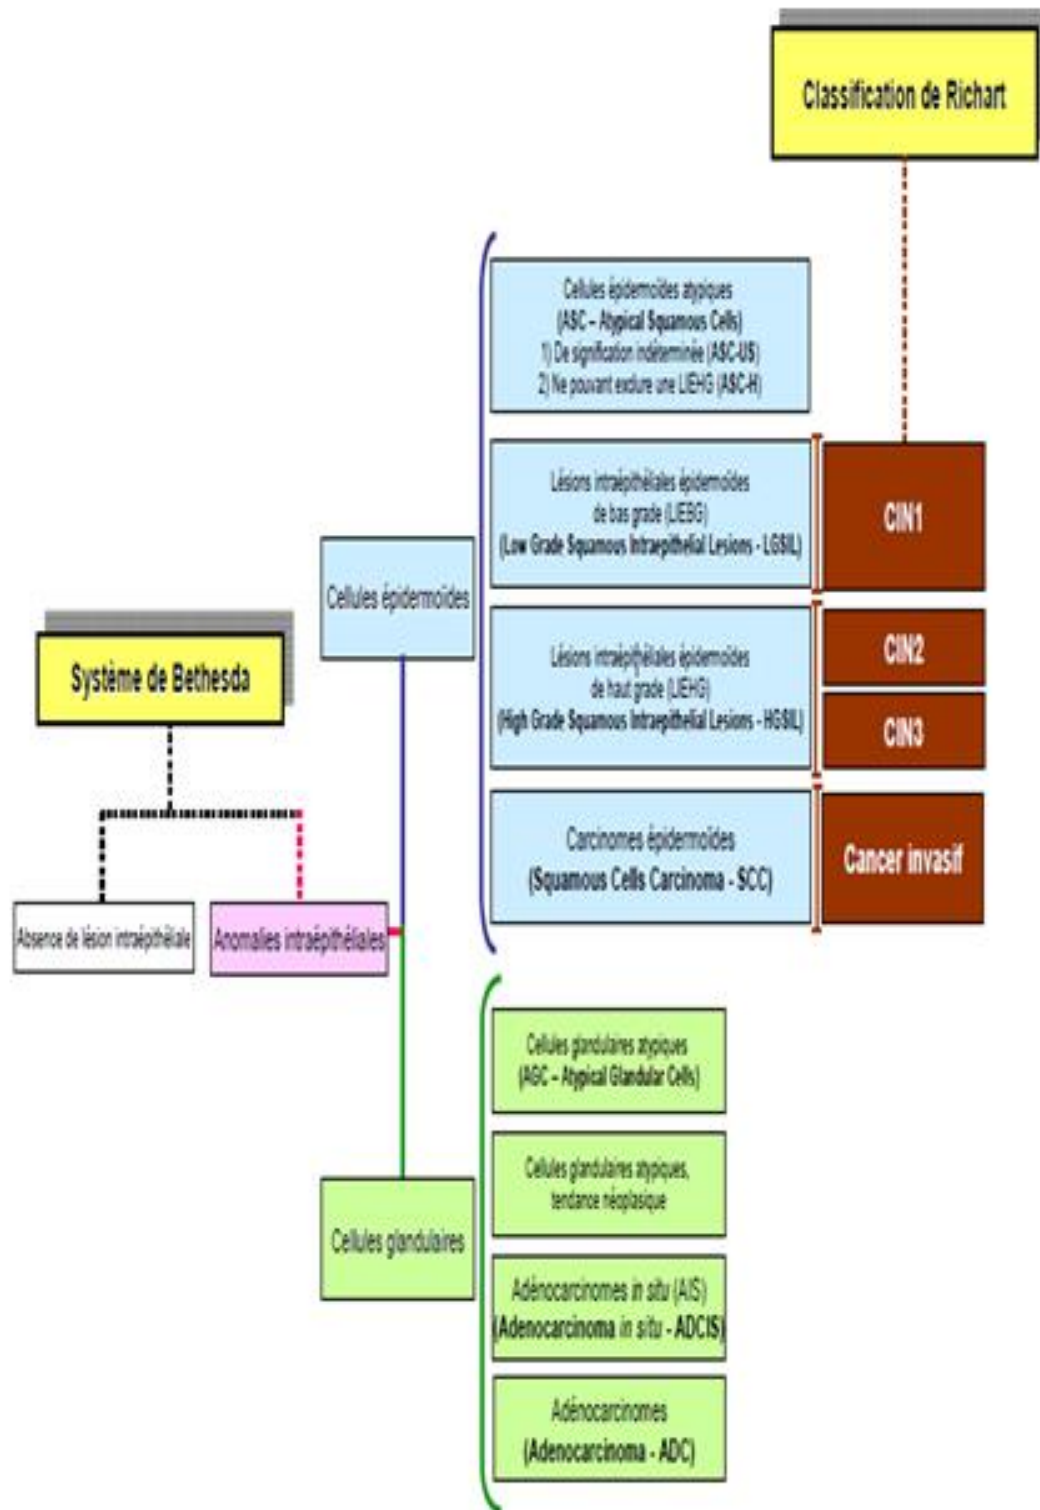 Classification de Richart
Cellules épidermoïdes atypiques
(ASC – Atypical Squamous Cells)
1) De signification indéterminée (ASC-US)
2) Ne pouvant exclure une LIEHG (ASC-H)
Lésions intraépithéliales épidermoïdes
de bas grade (LIEBG)
(Low Grade Squamous Intraepithelial Lesions - LGSIL)
CIN1
Cellules épidermoïdes
Lésions intraépithéliales épidermoïdes
de haut grade (LIEHG)
(High Grade Squamous Intraepithelial Lesions - HGSIL)
CIN2
CIN3
Système de Bethesda
Carcinomes épidermoïdes
(Squamous Cells Carcinoma - SCC)
Cancer invasif
Absence de lésion intraépithéliale
Anomalies intraépithéliales
Cellules glandulaires atypiques
(AGC – Atypical Glandular Cells)
Cellules glandulaires atypiques,
tendance néoplasique
Cellules glandulaires
Adénocarcinomes in situ (AIS)
(Adenocarcinoma in situ - ADCIS)
Adénocarcinomes
(Adenocarcinoma - ADC)